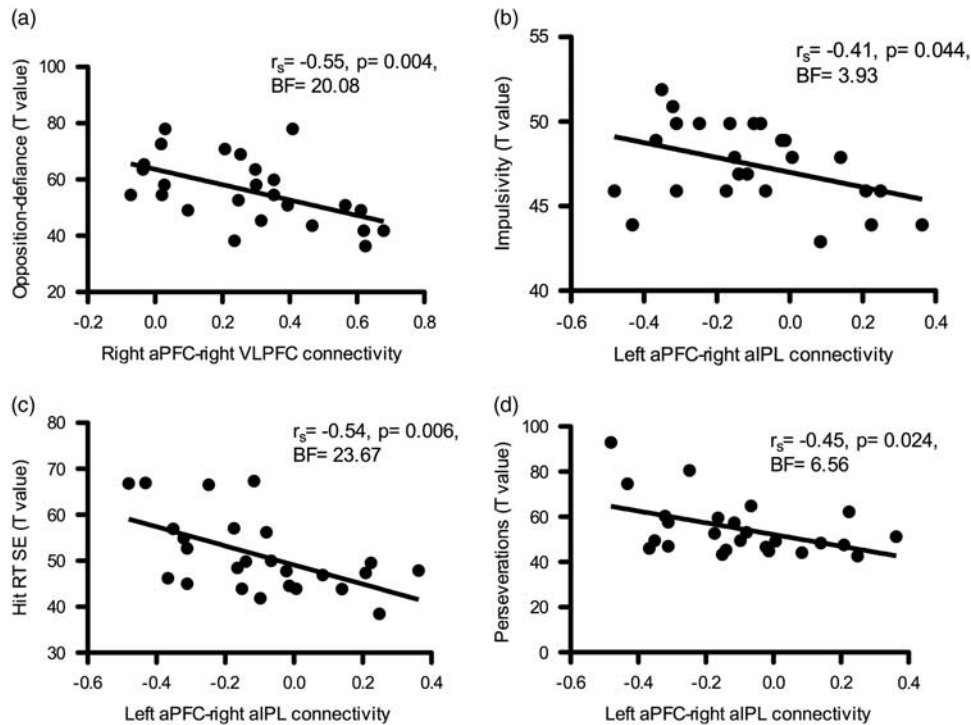 (a)
r_s= -0.55, p= 0.004,
BF= 20.08
Opposition-defiance (T value)
100
80
60
40
20
-0.2 0.0 0.2 0.4 0.6 0.8
Right aPFC-right VLPFC connectivity
(b)
r_s= -0.41, p= 0.044,
BF= 3.93
Impulsivity (T value)
55
50
45
40
-0.6 -0.4 -0.2 0.0 0.2 0.4
Left aPFC-right aIPL connectivity
(c)
r_s= -0.54, p= 0.006,
BF= 23.67
Hit RT SE (T value)
80
70
60
50
40
30
-0.6 -0.4 -0.2 0.0 0.2 0.4
Left aPFC-right aIPL connectivity
(d)
r_s= -0.45, p= 0.024,
BF= 6.56
Perseverations (T value)
100
80
60
40
20
0
-0.6 -0.4 -0.2 0.0 0.2 0.4
Left aPFC-right aIPL connectivity